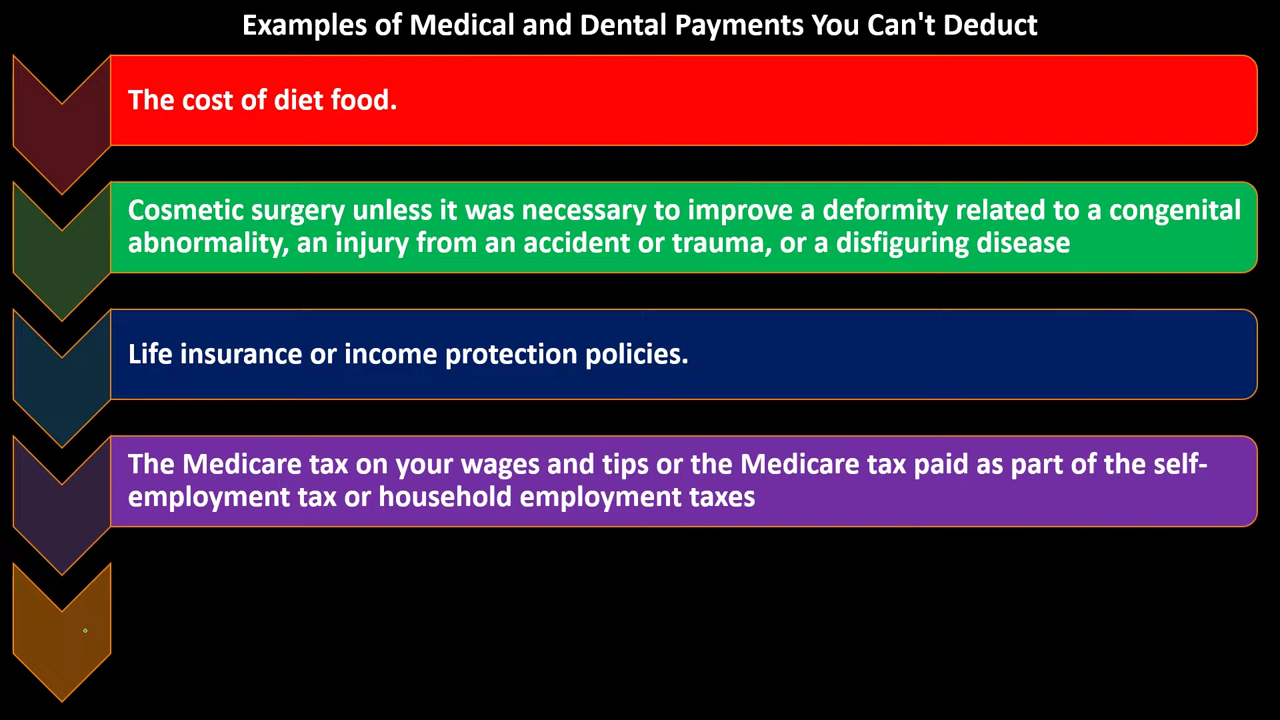 Examples of Medical and Dental Payments You Can't Deduct
The cost of diet food.
Cosmetic surgery unless it was necessary to improve a deformity related to a congenital
abnormality, an injury from an accident or trauma, or a disfiguring disease
Life insurance or income protection policies.
The Medicare tax on your wages and tips or the Medicare tax paid as part of the self-
employment tax or household employment taxes